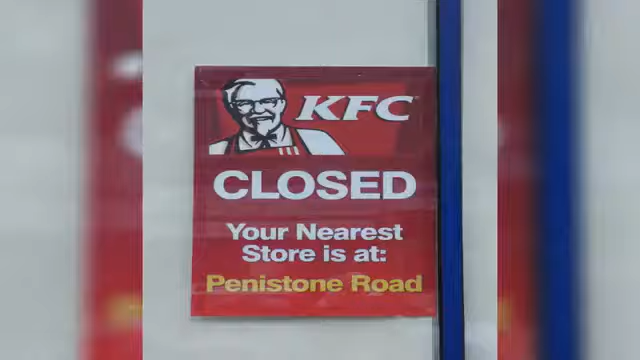 KFC
CLOSED
Your Nearest
Store is at:
Penistone Road